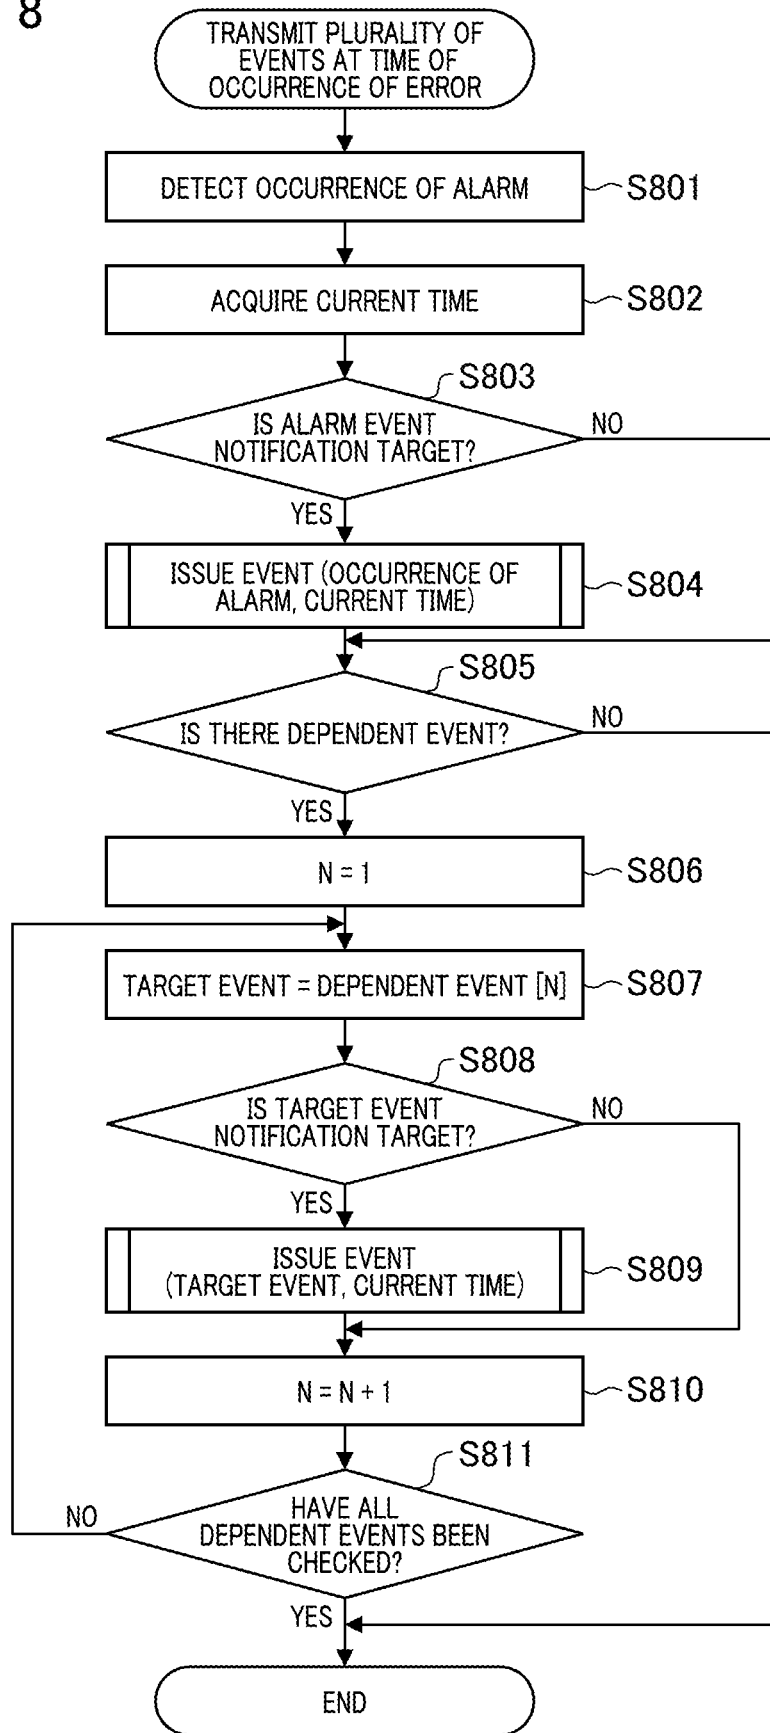 8
TRANSMIT PLURALITY OF
EVENTS AT TIME OF
OCCURRENCE OF ERROR
DETECT OCCURRENCE OF ALARM
S801
ACQUIRE CURRENT TIME
S802
S803
IS ALARM EVENT
NOTIFICATION TARGET?
NO
YES
ISSUE EVENT (OCCURRENCE OF
ALARM, CURRENT TIME)
S804
S805
IS THERE DEPENDENT EVENT?
NO
YES
N = 1
S806
TARGET EVENT = DEPENDENT EVENT [N]
S807
S808
IS TARGET EVENT
NOTIFICATION TARGET?
NO
YES
ISSUE EVENT
(TARGET EVENT, CURRENT TIME)
S809
N = N + 1
S810
S811
HAVE ALL
DEPENDENT EVENTS BEEN
CHECKED?
NO
YES
END